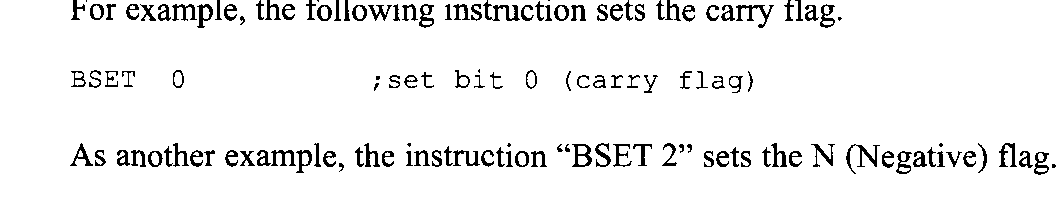 For example, the following instruction sets the carry flag.
BSET 0 ;set bit 0 (carry flag)
As another example, the instruction “BSET 2” sets the N (Negative) flag.